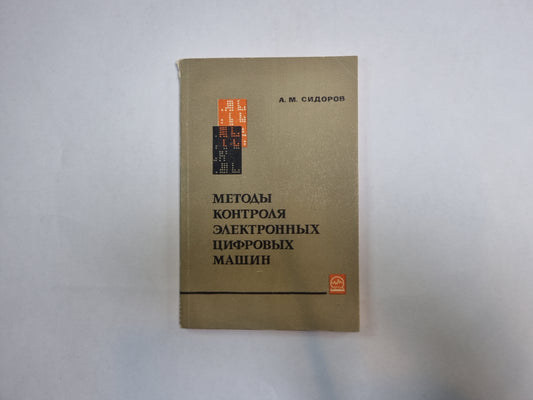 А. М. СИДОРОВ
МЕТОДЫ
КОНТРОЛЯ
ЭЛЕКТРОННЫХ
ЦИФРОВЫХ
МАШИН